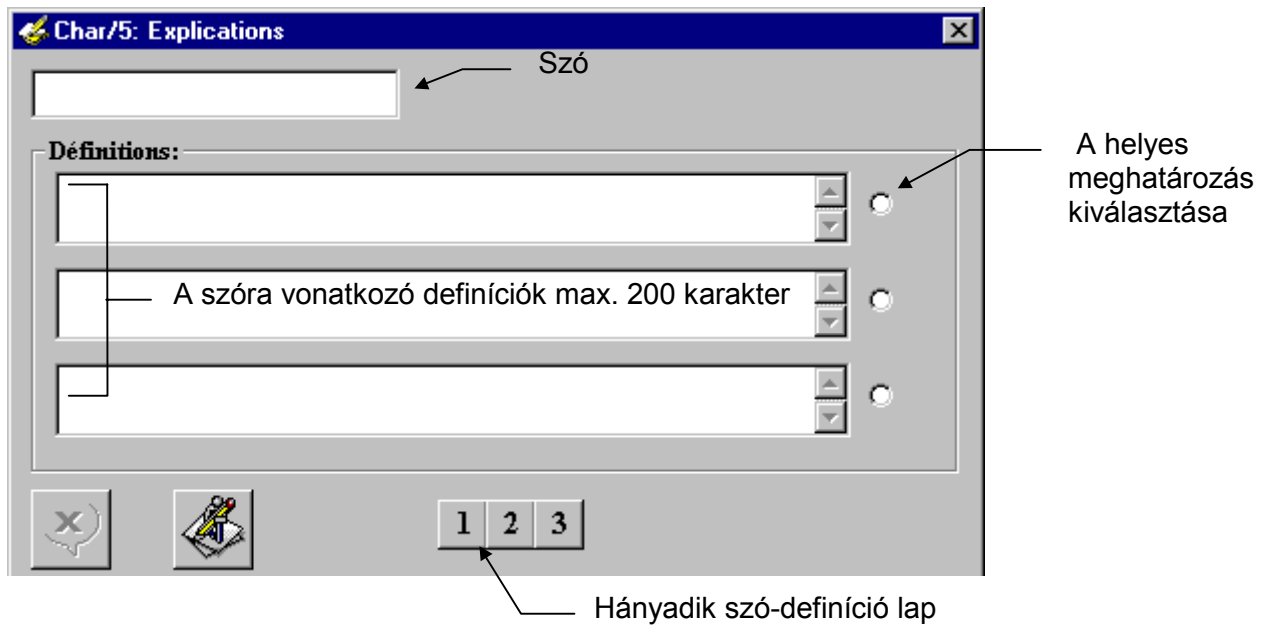 Char/5: Explications
Szó
Définitions:
A helyes
meghatározás
kiválasztása
A szóra vonatkozó definíciók max. 200 karakter
X
1 2 3
Hányadik szó-definíció lap